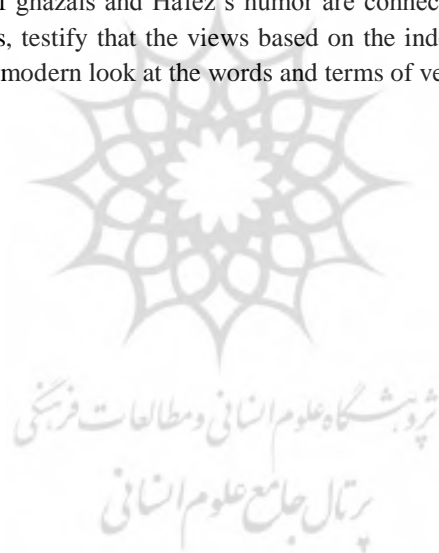 f ghazals and Hafez's humor are connec
s, testify that the views based on the ind
modern look at the words and terms of ve
پژوهشگاه علوم انسانی و مطالعات فرهنگی
پرتال جامع علوم انسانی